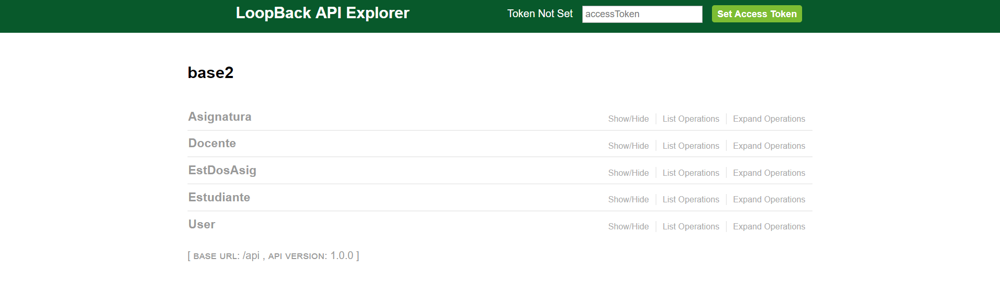 LoopBack API Explorer Token Not Set accessToken Set Access Token
base2
Asignatura Show/Hide List Operations Expand Operations
Docente Show/Hide List Operations Expand Operations
EstDosAsig Show/Hide List Operations Expand Operations
Estudiante Show/Hide List Operations Expand Operations
User Show/Hide List Operations Expand Operations
[ BASE URL: /api , API VERSION: 1.0.0 ]